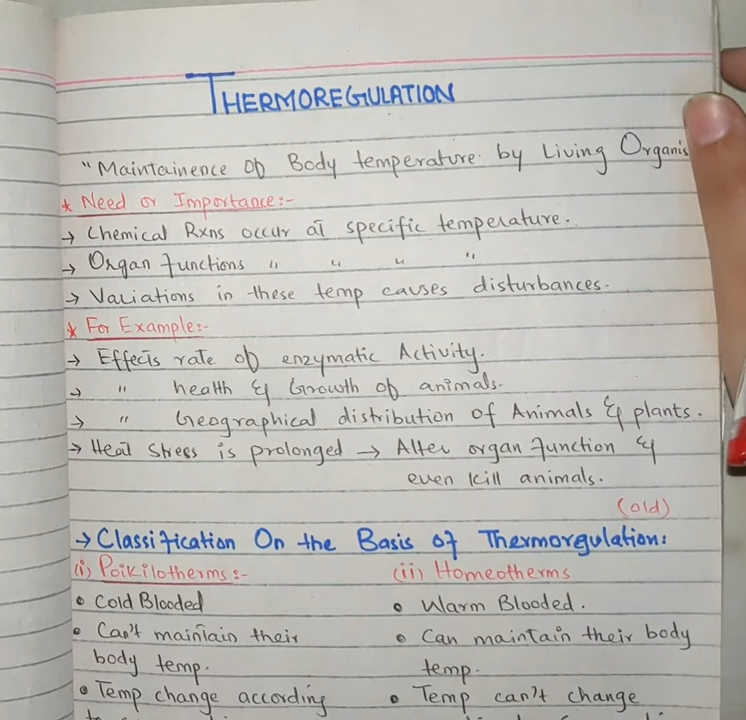 THERMOREGULATION
"Maintainence of Body temperature by Living Organis
* Need or Importance:-
→ Chemical Rxns occur at specific temperature.
→ Organ functions " " " "
→ Variations in these temp causes disturbances.
* For Example:-
→ Effects rate of enzymatic Activity.
→ " health & Growth of animals.
→ " Geographical distribution of Animals & plants.
→ Heat Stress is prolonged → Alter organ function &
even kill animals.
(old)
→ Classification On the Basis of Thermoregulation:
(i) Poikilotherms:- (ii) Homeotherms
• Cold Blooded • Warm Blooded.
• Can't maintain their • Can maintain their body
body temp. temp.
• Temp change according • Temp can't change